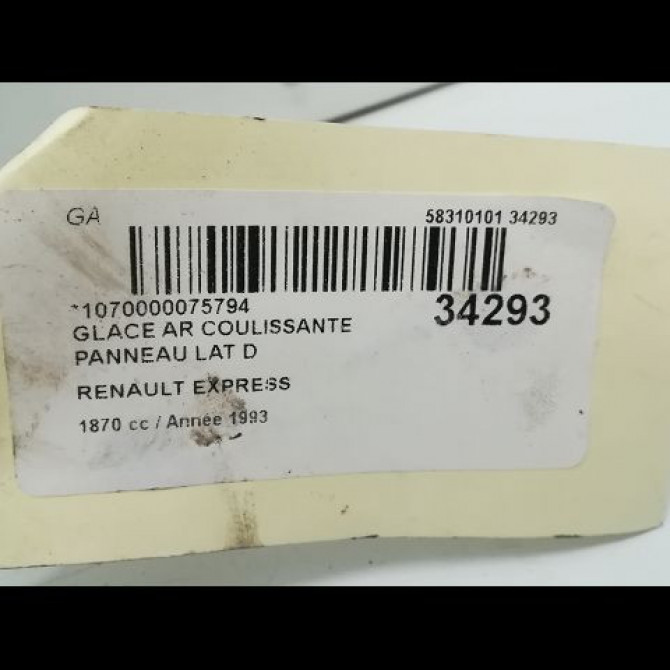 GA 58310101 34293
*1070000075794 34293
GLACE AR COULISSANTE
PANNEAU LAT D
RENAULT EXPRESS
1870 cc / Année 1993